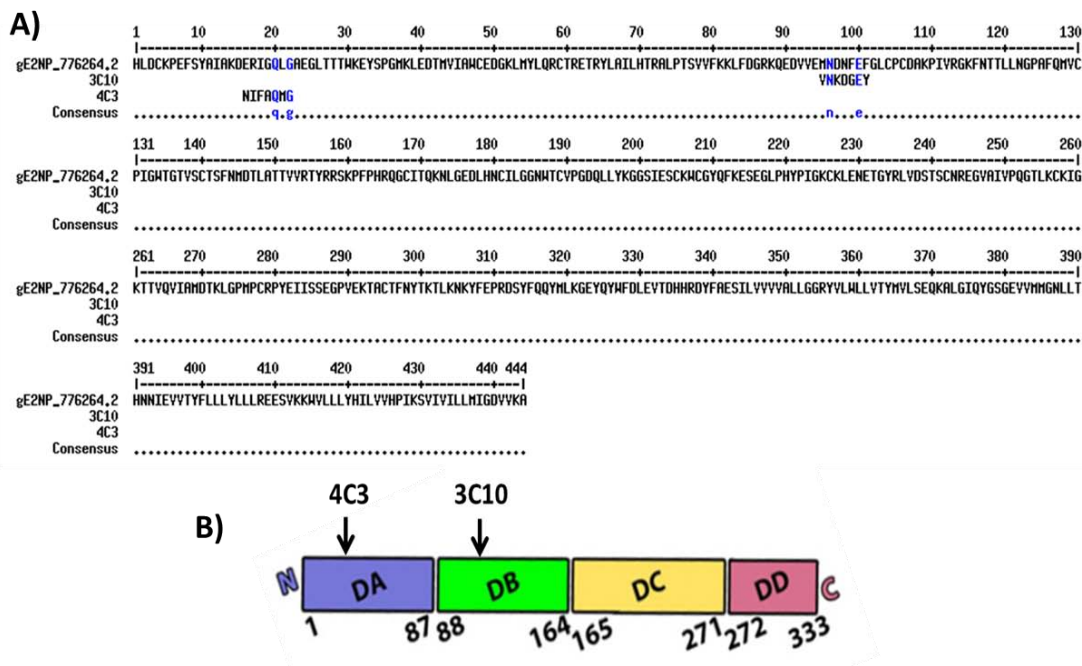 A)
1 10 20 30 40 50 60 70 80 90 100 110 120 130
|--------+---------+---------+---------+---------+---------+---------+---------+---------+---------+---------+---------+---------|
gE2NP_776264.2 HLDCKPEFSYAIAKDERIGQLGAEGLTTTWKEYSPGMKLEDTMVIAWCEDGKLMYLQRCTRETRYLAILHTRALPTSVVFKKLFDGRKQEDVVEMNDNFEFGLCPCDAKPIVRGKFNTTLLNGPAFQMVC
3C10 VNKDGEY
4C3 NIFAQMG
Consensus ...................q.g.........................................................................n...e..............................
131 140 150 160 170 180 190 200 210 220 230 240 250 260
|--------+---------+---------+---------+---------+---------+---------+---------+---------+---------+---------+---------+---------|
gE2NP_776264.2 PIGWTGTVSCTSFNMDTLATTVVRTYRRSKPFPHRQGCITQKNLGEDLHNCILGGNWTCVPGDQLLYKGGSIESCKWCGYQFKESEGLPHYPIGKCKLENETGYRLVDSTSCNREGVAIVPQGTLKCKIG
3C10
4C3
Consensus ..................................................................................................................................
261 270 280 290 300 310 320 330 340 350 360 370 380 390
|--------+---------+---------+---------+---------+---------+---------+---------+---------+---------+---------+---------+---------|
gE2NP_776264.2 KTTVQVIAMDTKLGPMPCRPYEIISSEGPVEKTACTFNYTKTLKNKYFEPRDSYFQQYMLKGEYQYWFDLEVTDHHRDYFAESILVVVVALLGGRYVLWLLVTYMVLSEQKALGIQYGSGEVVMMGNLLT
3C10
4C3
Consensus ..................................................................................................................................
391 400 410 420 430 440 444
|--------+---------+---------+---------+---------+---|
gE2NP_776264.2 HNNIEVVTYFLLLYLLLREESVKKWVLLLYHILVVHPIKSVIVILLMIGDVVKA
3C10
4C3
Consensus ......................................................
B)
4C3 3C10
N DA DB DC DD C
1 87 88 164 165 271 272 333